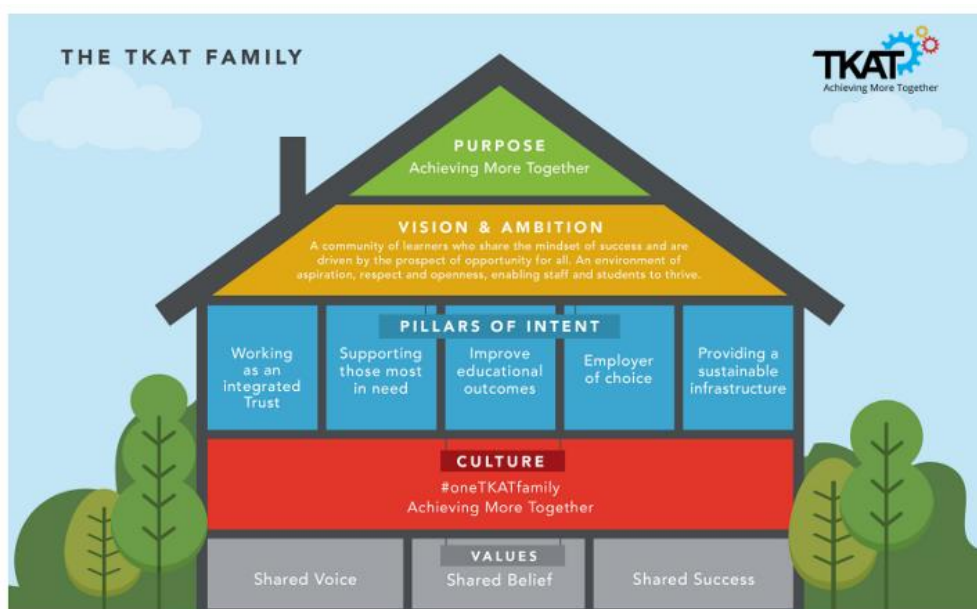 THE TKAT FAMILY
TKAT
Achieving More Together
PURPOSE
Achieving More Together
VISION & AMBITION
A community of learners who share the mindset of success and are
driven by the prospect of opportunity for all. An environment of
aspiration, respect and openness, enabling staff and students to thrive.
PILLARS OF INTENT
Working
as an
integrated
Trust
Supporting
those most
in need
Improve
educational
outcomes
Employer
of choice
Providing a
sustainable
infrastructure
CULTURE
#oneTKATfamily
Achieving More Together
VALUES
Shared Voice
Shared Belief
Shared Success